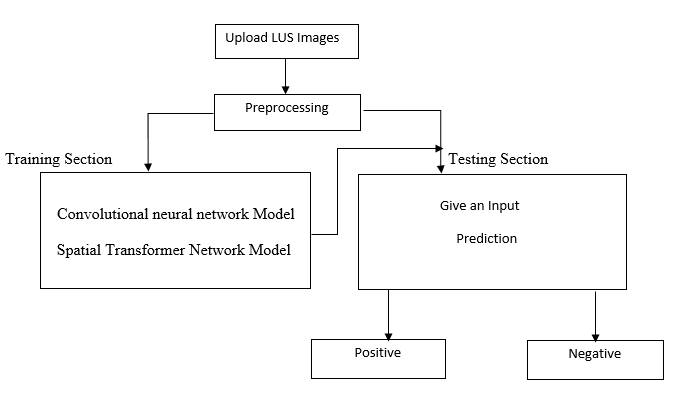 Upload LUS Images
Preprocessing
Training Section
Testing Section
Convolutional neural network Model
Spatial Transformer Network Model
Give an Input
Prediction
Positive
Negative